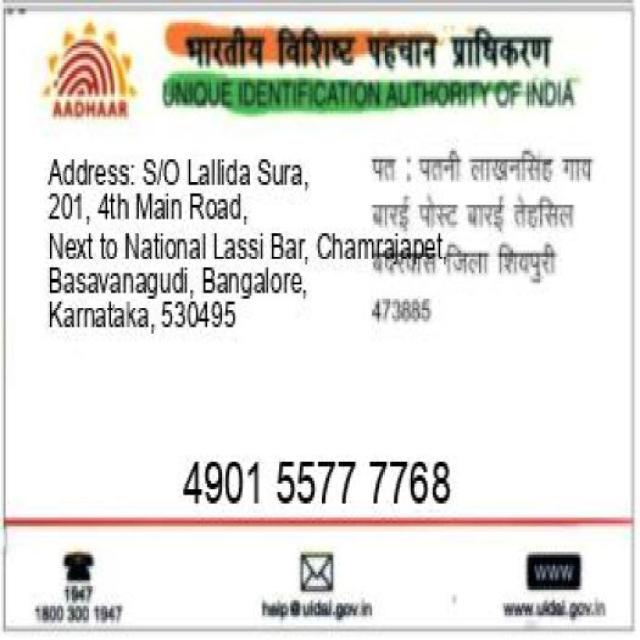 भारतीय विशिष्ट पहचान प्राधिकरण
UNIQUE IDENTIFICATION AUTHORITY OF INDIA
AADHAAR
Address: S/O Lallida Sura,
201, 4th Main Road,
Next to National Lassi Bar, Chamrajapet,
Basavanagudi, Bangalore,
Karnataka, 530495
पत : पतनी लाखनसिंह गाय
बारई पोस्ट बारई तेहसिल
जिला शिवपुरी
473885
4901 5577 7768
1947
1800 300 1947
help@uidai.gov.in
WWW
www.uidai.gov.in